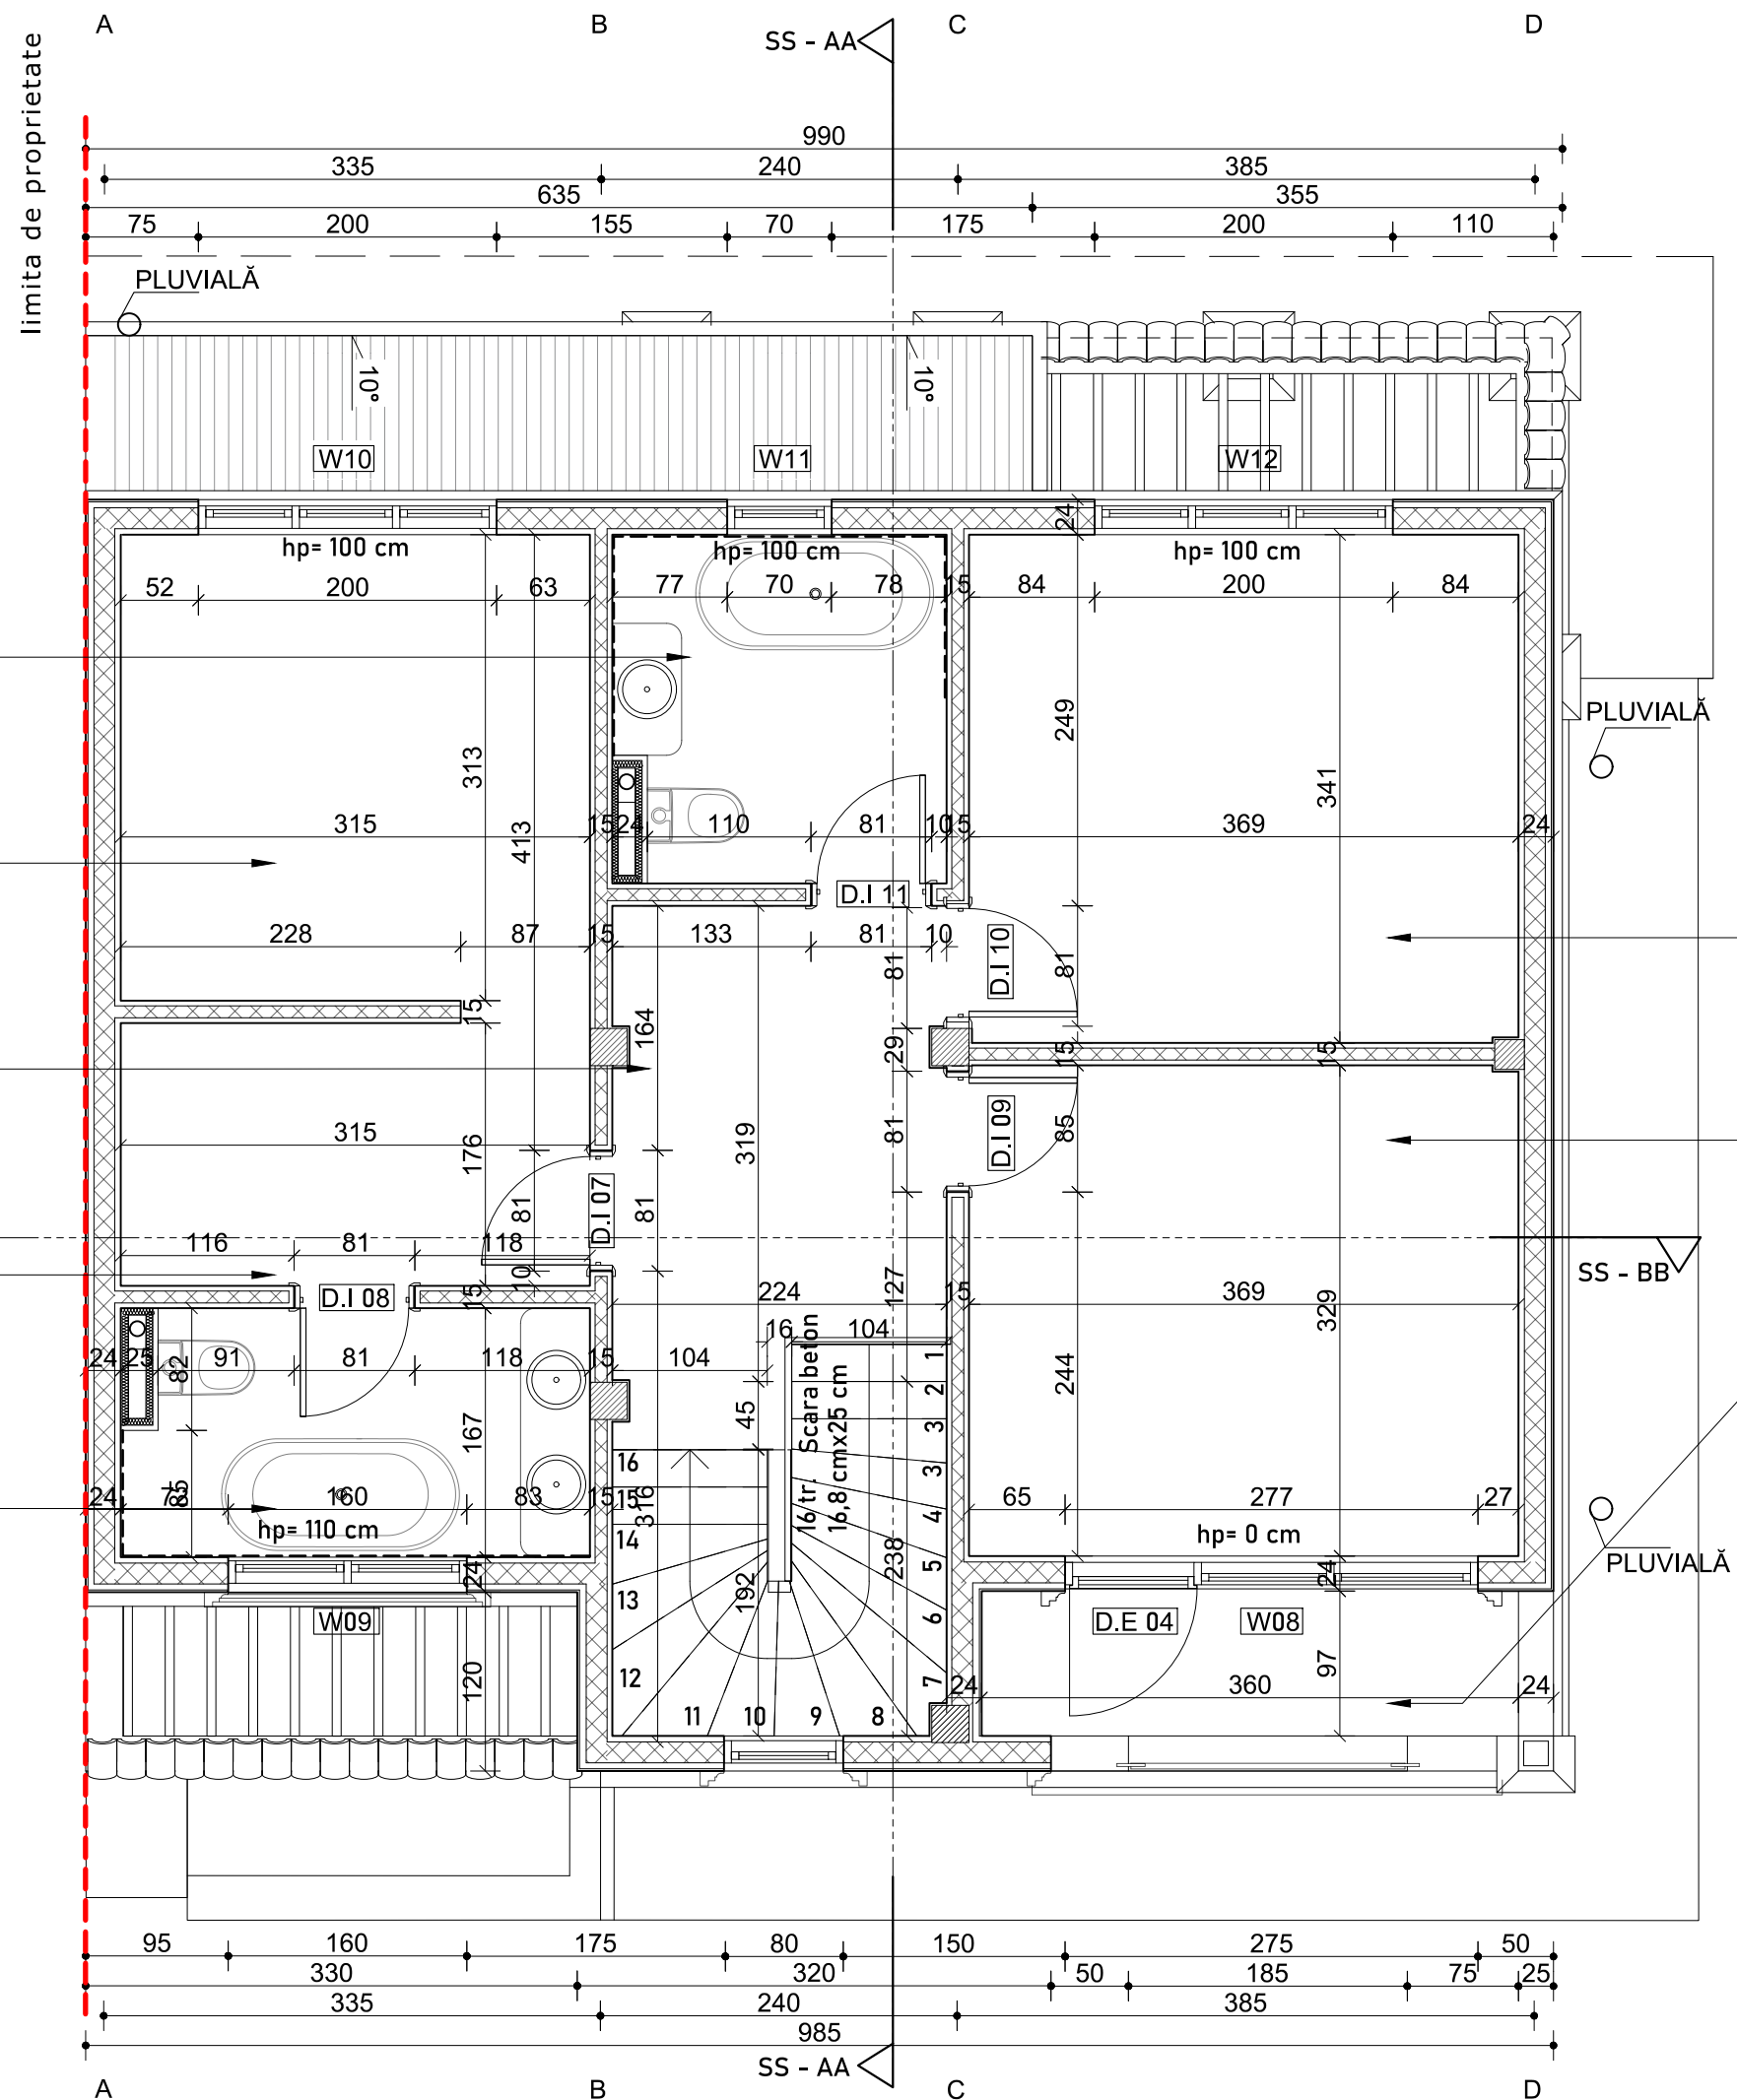 A B C D
SS - AA
limita de proprietate
990
335 240 385
635 355
75 200 155 70 175 200 110
PLUVIALĂ
10° 10°
W10 W11 W12
24
hp= 100 cm hp= 100 cm hp= 100 cm
52 200 63 77 70 78 15 84 200 84
313 413 249 341
PLUVIALĂ
315 15 24 110 81 10 15 369 24
D.I 11
228 87 15 133 81 10
81 D.I 10 81
15 164 29 15 15
315 176 319 81 D.I 09 85
81 D.I 07 81
116 81 118
10
SS - BB
15 D.I 08 224 127 15 369 329
16 104
24 25 91 81 118 15 104
82 167 45 244
Scara beton
16 tr.
16,8 cmx25 cm
1
2
3
3
4
5
6
7
8
9
10
11
12
13
14
15
16
24 73 160 83 15 65 277 27
85 316 238 192
hp= 110 cm hp= 0 cm
24 24
PLUVIALĂ
W09 D.E 04 W08
120 97
24 360 24
95 160 175 80 150 275 50
330 320 50 185 75 25
335 240 385
985
SS - AA
A B C D